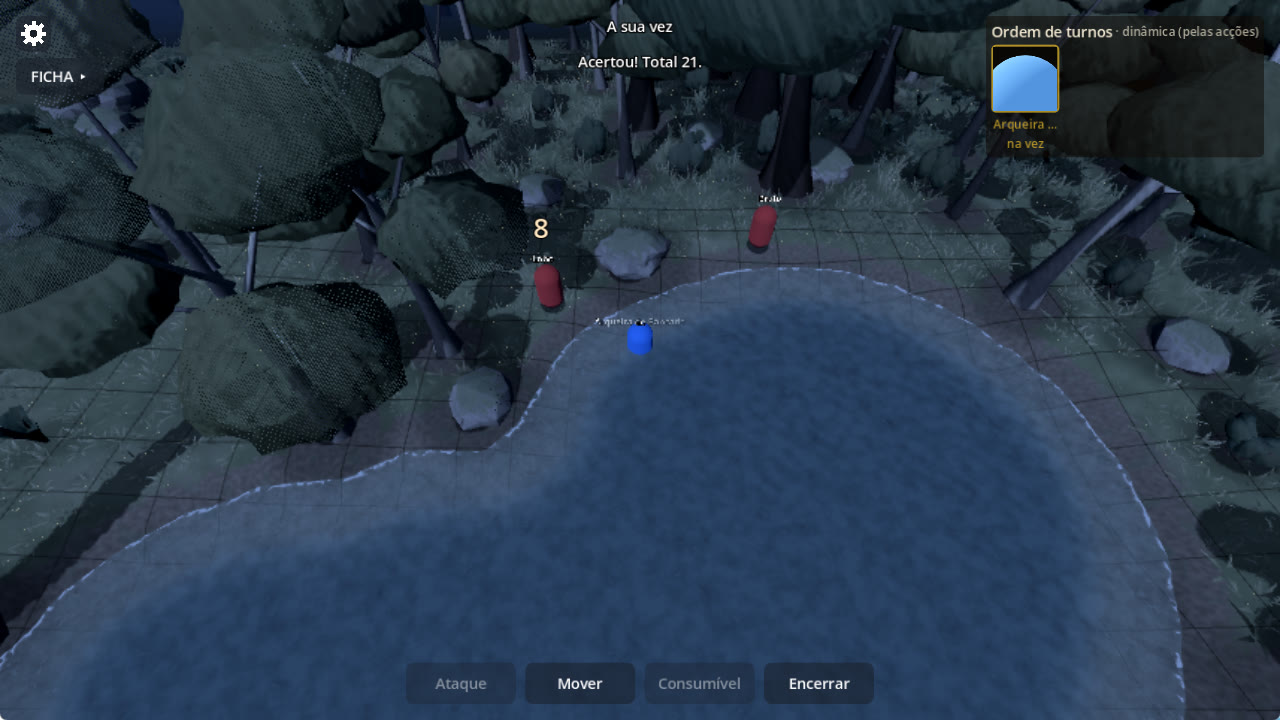 A sua vez
Ordem de turnos · dinâmica (pelas acções)
Acertou! Total 21.
FICHA ▸
Arqueira ...
na vez
8
Ataque
Mover
Consumível
Encerrar